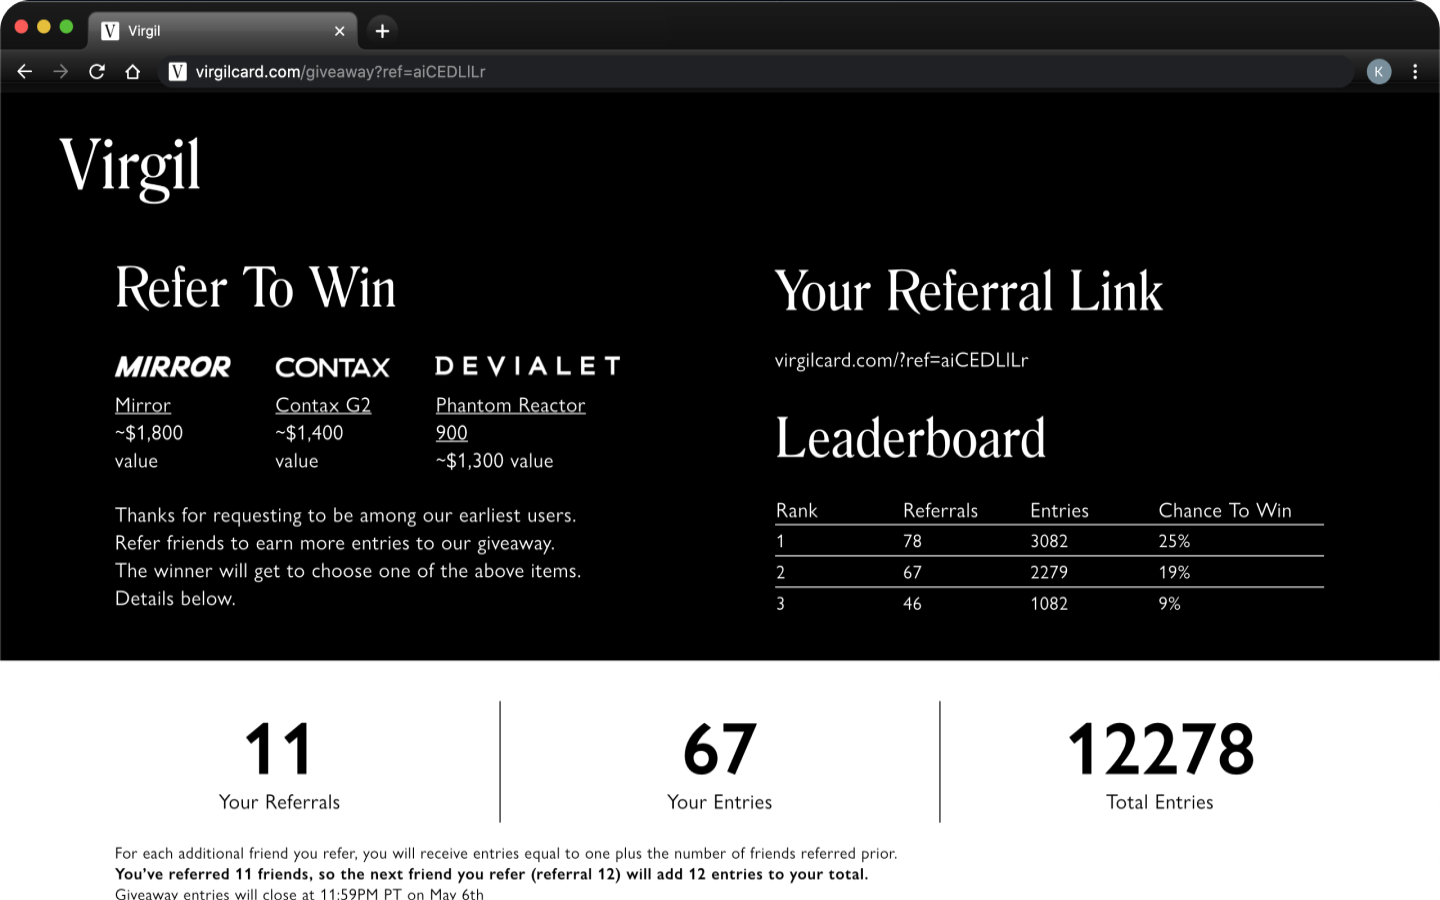 Virgil
virgilcard.com/giveaway?ref=aiCEDLlLr
K
Virgil
Refer To Win
MIRROR
Mirror
~$1,800
value
CONTAX
Contax G2
~$1,400
value
DEVIALET
Phantom Reactor
900
~$1,300 value
Thanks for requesting to be among our earliest users.
Refer friends to earn more entries to our giveaway.
The winner will get to choose one of the above items.
Details below.
Your Referral Link
virgilcard.com/?ref=aiCEDLlLr
Leaderboard
Rank Referrals Entries Chance To Win
1 78 3082 25%
2 67 2279 19%
3 46 1082 9%
11
Your Referrals
67
Your Entries
12278
Total Entries
For each additional friend you refer, you will receive entries equal to one plus the number of friends referred prior.
You’ve referred 11 friends, so the next friend you refer (referral 12) will add 12 entries to your total.
Giveaway entries will close at 11:59PM PT on May 6th